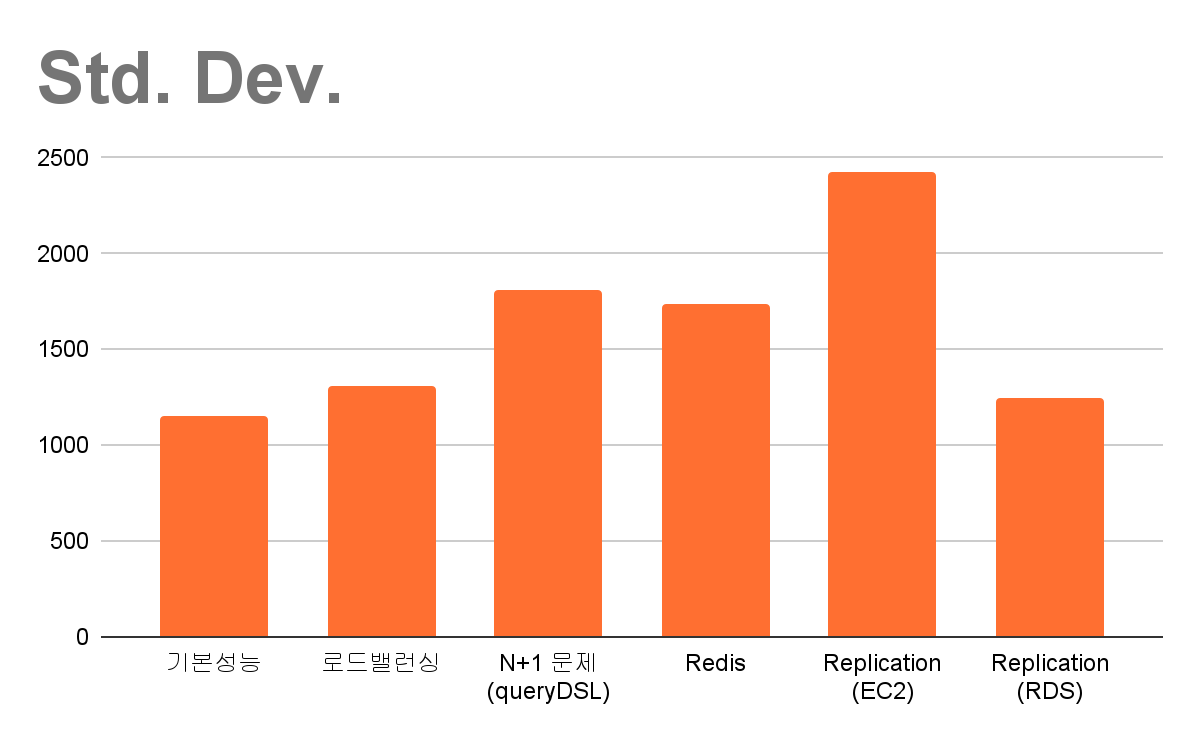 Std. Dev.
2500
2000
1500
1000
500
0
기본성능
로드밸런싱
N+1 문제
(queryDSL)
Redis
Replication
(EC2)
Replication
(RDS)